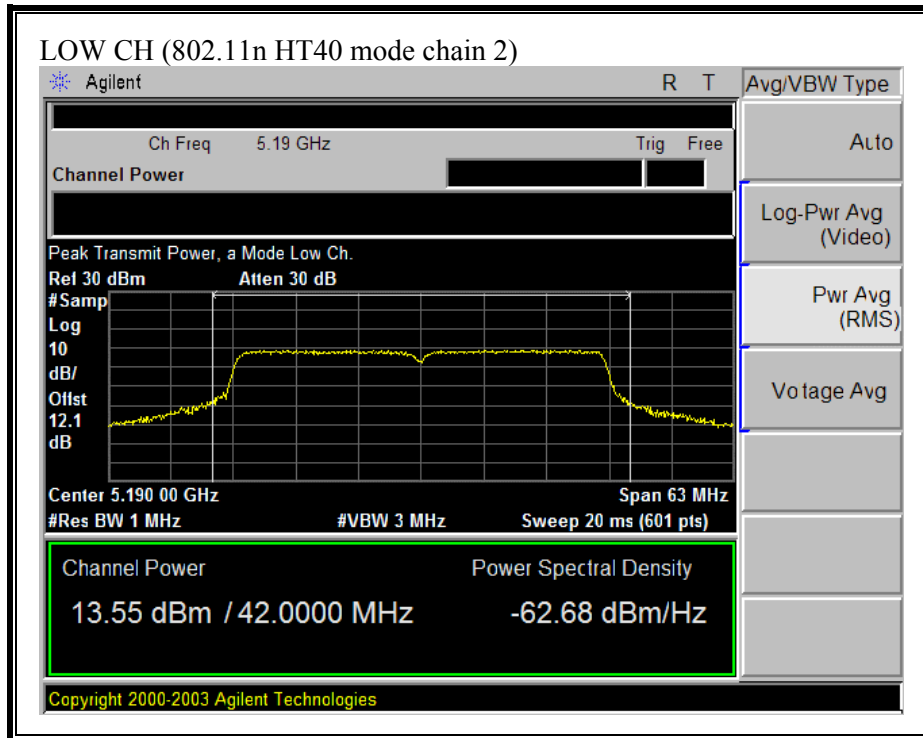 LOW CH (802.11n HT40 mode chain 2)
Agilent R T
Ch Freq 5.19 GHz Trig Free
Channel Power
Peak Transmit Power, a Mode Low Ch.
Ref 30 dBm Atten 30 dB
#Samp
Log
10
dB/
Offst
12.1
dB
Center 5.190 00 GHz Span 63 MHz
#Res BW 1 MHz #VBW 3 MHz Sweep 20 ms (601 pts)
Channel Power Power Spectral Density
13.55 dBm / 42.0000 MHz -62.68 dBm/Hz
Copyright 2000-2003 Agilent Technologies
Avg/VBW Type
Auto
Log-Pwr Avg
(Video)
Pwr Avg
(RMS)
Voltage Avg